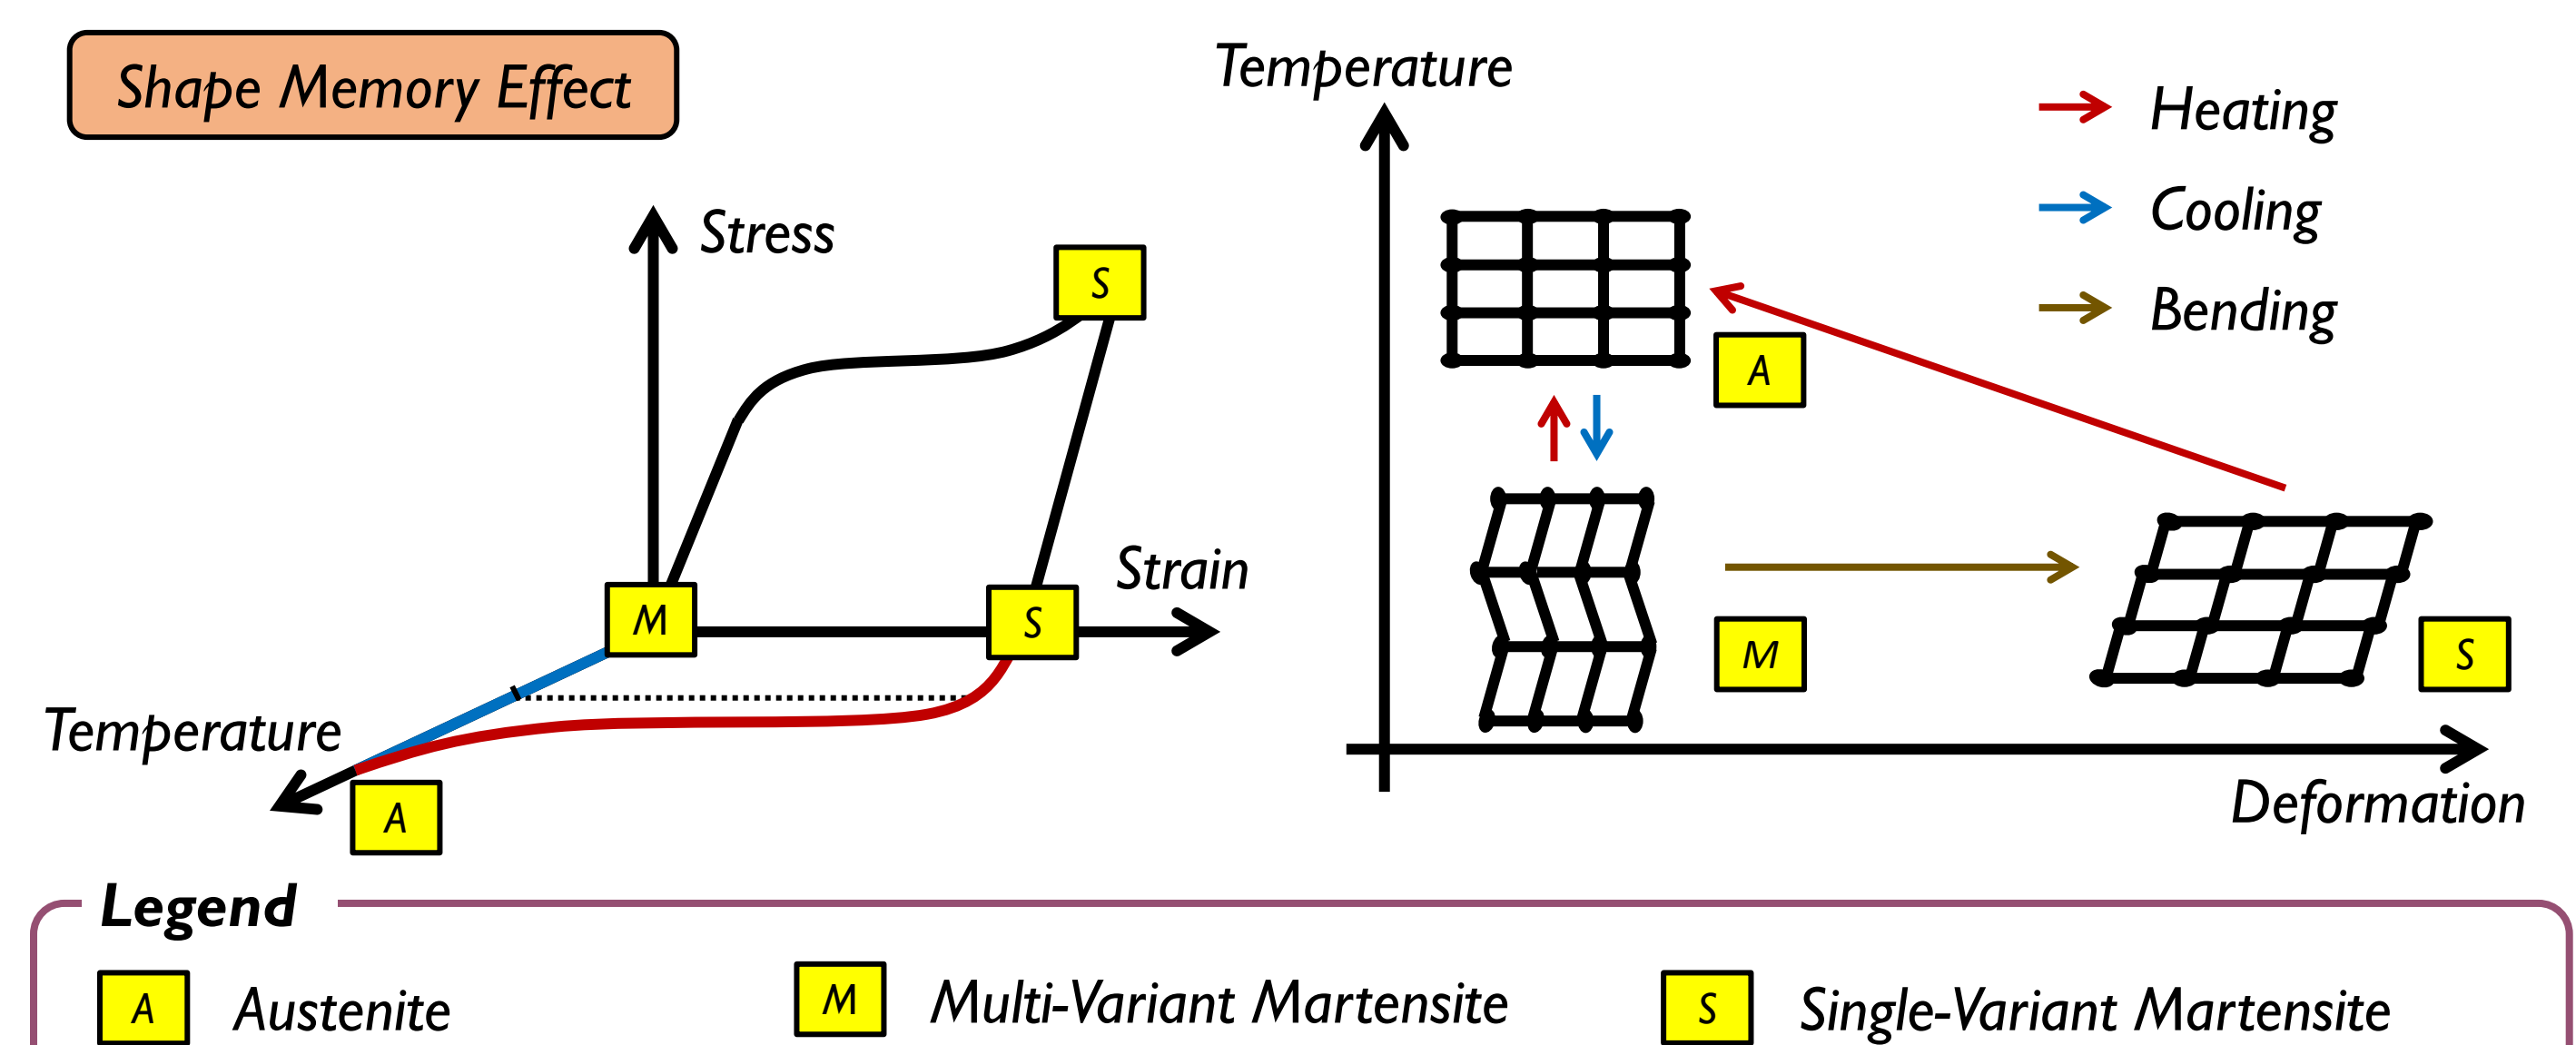 Shape Memory Effect
Stress
S
Strain
M
S
Temperature
A
Temperature
Heating
Cooling
Bending
A
M
S
Deformation
Legend
A Austenite
M Multi-Variant Martensite
S Single-Variant Martensite